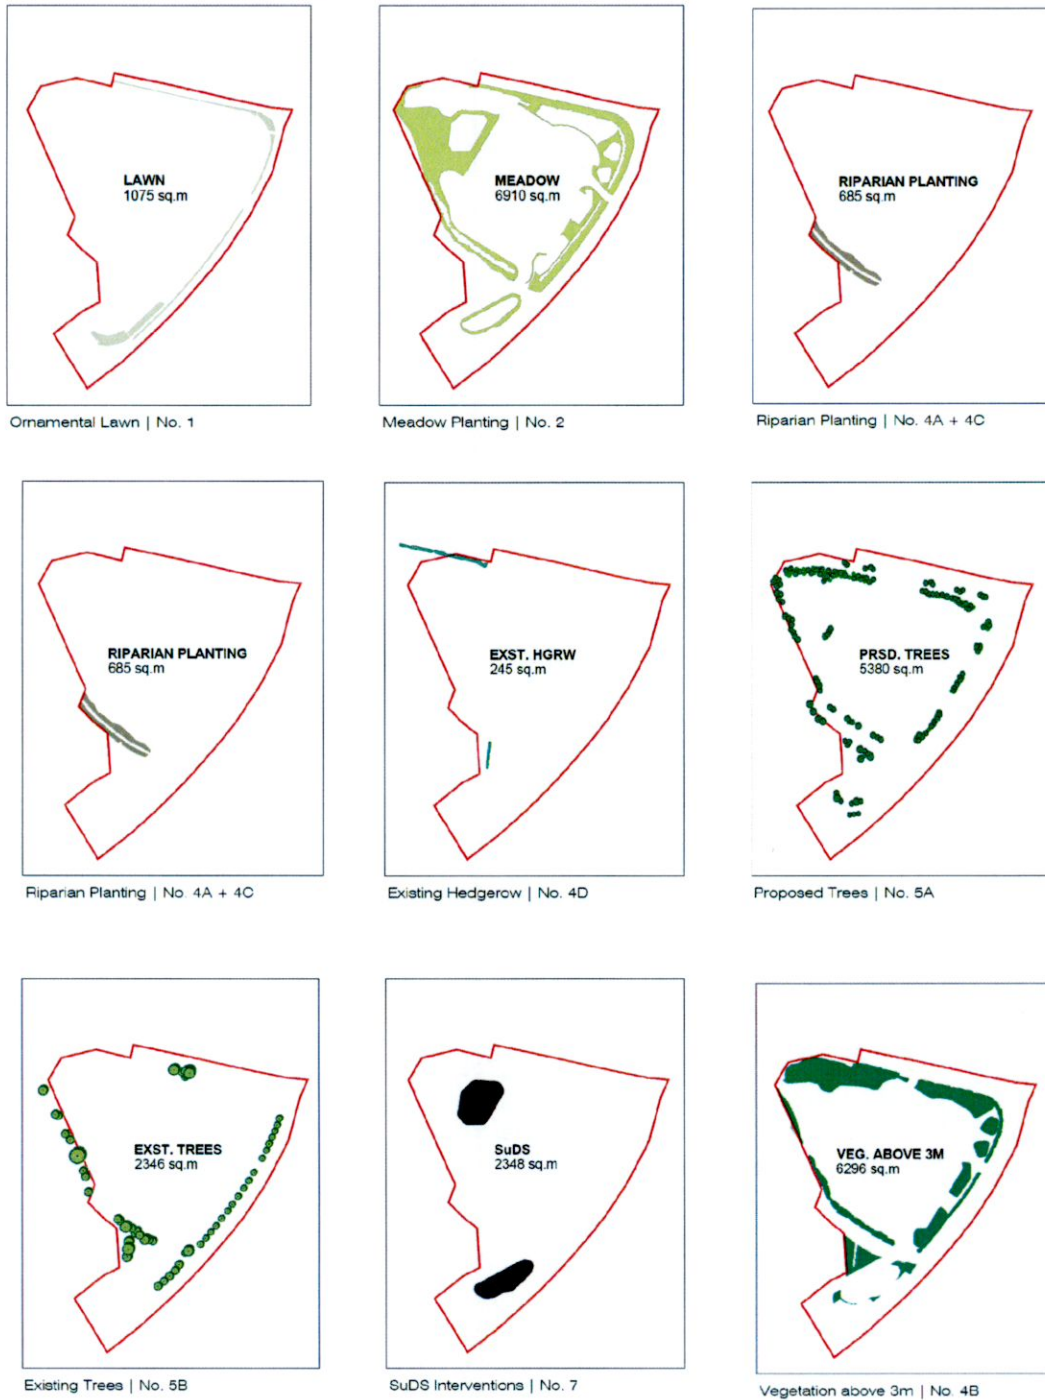 LAWN
1075 sq.m
MEADOW
6910 sq.m
RIPARIAN PLANTING
685 sq.m
Ornamental Lawn | No. 1
Meadow Planting | No. 2
Riparian Planting | No. 4A + 4C
RIPARIAN PLANTING
685 sq.m
EXST. HGRW
245 sq.m
PRSD. TREES
5380 sq.m
Riparian Planting | No. 4A + 4C
Existing Hedgerow | No. 4D
Proposed Trees | No. 5A
EXST. TREES
2346 sq.m
SuDS
2348 sq.m
VEG. ABOVE 3M
6296 sq.m
Existing Trees | No. 5B
SuDS Interventions | No. 7
Vegetation above 3m | No. 4B